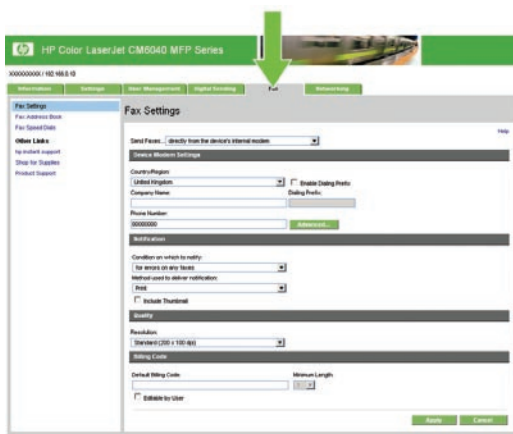 HP Color LaserJet CM6040 MFP Series
XXXXXXXXX / 192.168.0.10
Information Settings User Management Digital Sending Fax Networking
Fax Settings
Fax Address Book
Fax Speed Dials
Other Links
hp instant support
Shop for Supplies
Product Support
Fax Settings
Help
Send Faxes... directly from the device's internal modem
Device Modem Settings
Country/Region:
United Kingdom Enable Dialing Prefix
Company Name: Dialing Prefix:
Phone Number:
Advanced...
Notification
Condition on which to notify:
for errors on any faxes
Method used to deliver notification:
Print
Include Thumbnail
Quality
Resolution:
Standard (200 x 100 dpi)
Billing Code
Default Billing Code: Minimum Length:
1
Editable by User
Apply Cancel